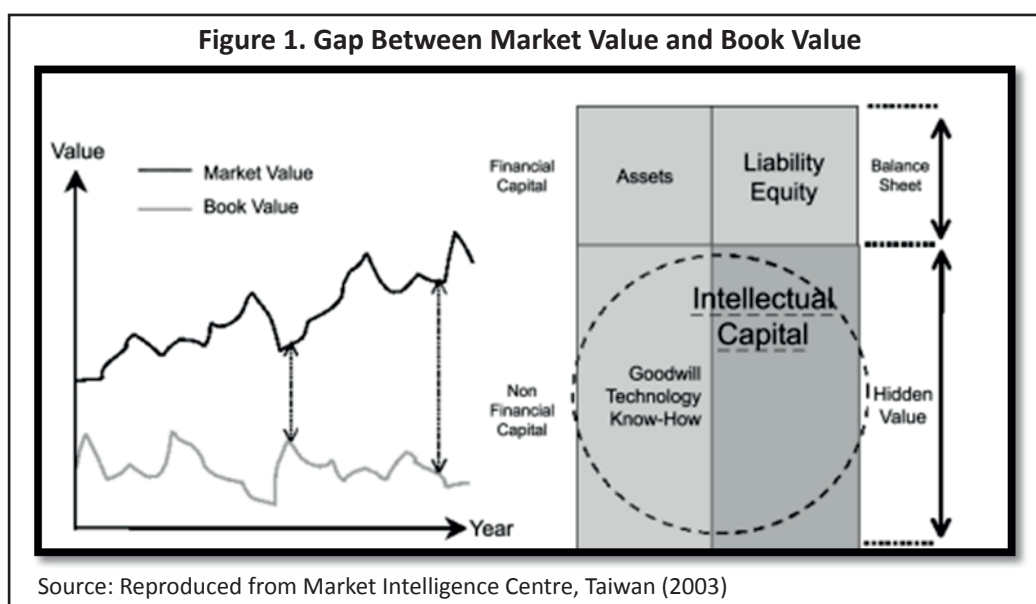 Figure 1. Gap Between Market Value and Book Value
Value
Market Value
Book Value
Year
Financial
Capital
Assets
Liability
Equity
Balance
Sheet
Intellectual
Capital
Non
Financial
Capital
Goodwill
Technology
Know-How
Hidden
Value
Source: Reproduced from Market Intelligence Centre, Taiwan (2003)